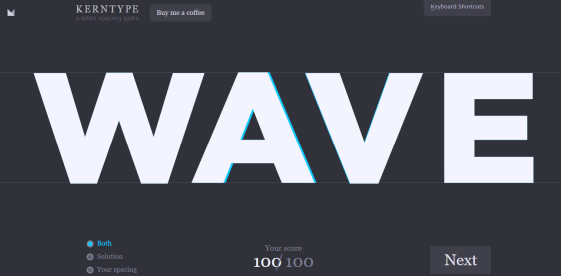 KERNTYPE
a letter spacing game
Buy me a coffee
Keyboard Shortcuts
WAVE
Both
Solution
Your spacing
Your score
100/100
Next